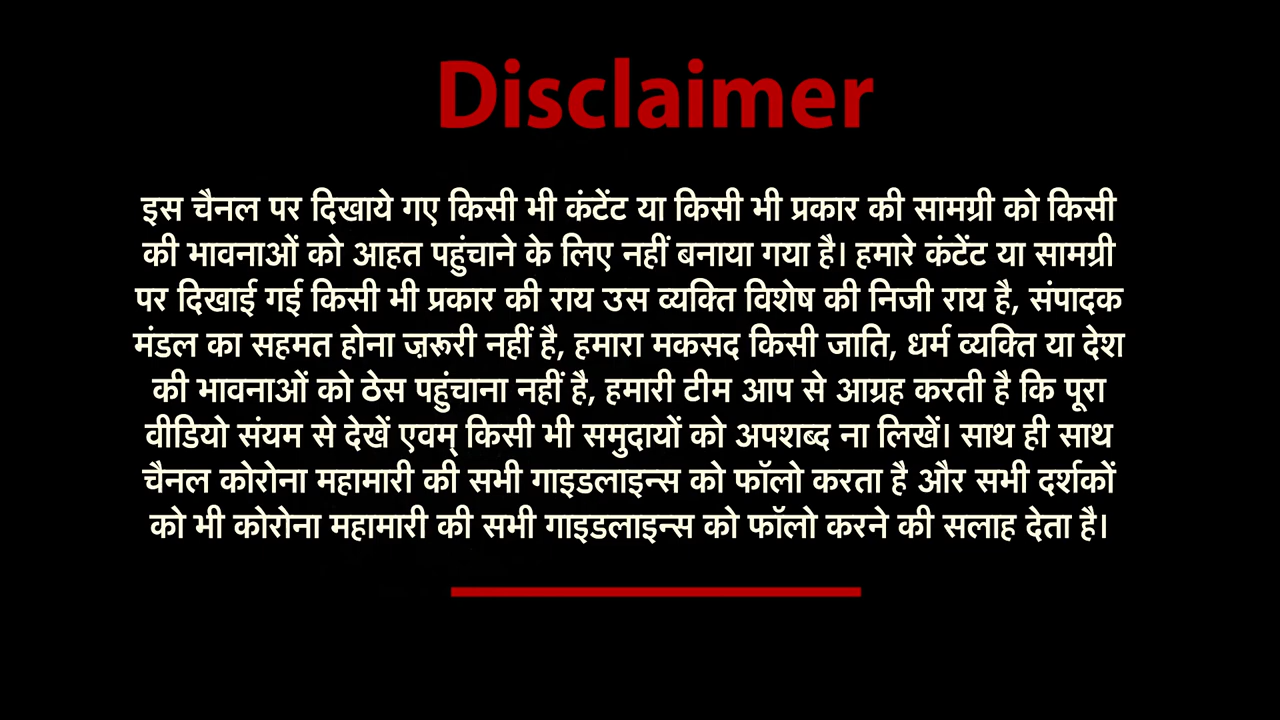 Disclaimer
इस चैनल पर दिखाये गए किसी भी कंटेंट या किसी भी प्रकार की सामग्री को किसी
की भावनाओं को आहत पहुंचाने के लिए नहीं बनाया गया है। हमारे कंटेंट या सामग्री
पर दिखाई गई किसी भी प्रकार की राय उस व्यक्ति विशेष की निजी राय है, संपादक
मंडल का सहमत होना ज़रूरी नहीं है, हमारा मकसद किसी जाति, धर्म व्यक्ति या देश
की भावनाओं को ठेस पहुंचाना नहीं है, हमारी टीम आप से आग्रह करती है कि पूरा
वीडियो संयम से देखें एवम् किसी भी समुदायों को अपशब्द ना लिखें। साथ ही साथ
चैनल कोरोना महामारी की सभी गाइडलाइन्स को फॉलो करता है और सभी दर्शकों
को भी कोरोना महामारी की सभी गाइडलाइन्स को फॉलो करने की सलाह देता है।